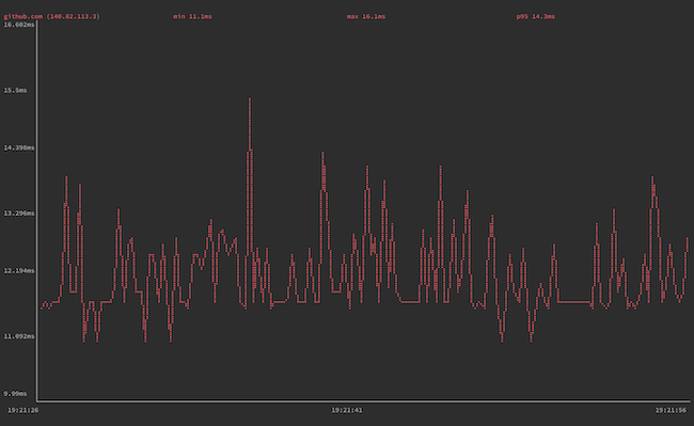 github.com (140.82.113.3) min 11.1ms max 16.1ms p95 14.3ms
16.602ms
15.5ms
14.398ms
13.296ms
12.194ms
11.092ms
9.99ms
19:21:26 19:21:41 19:21:56